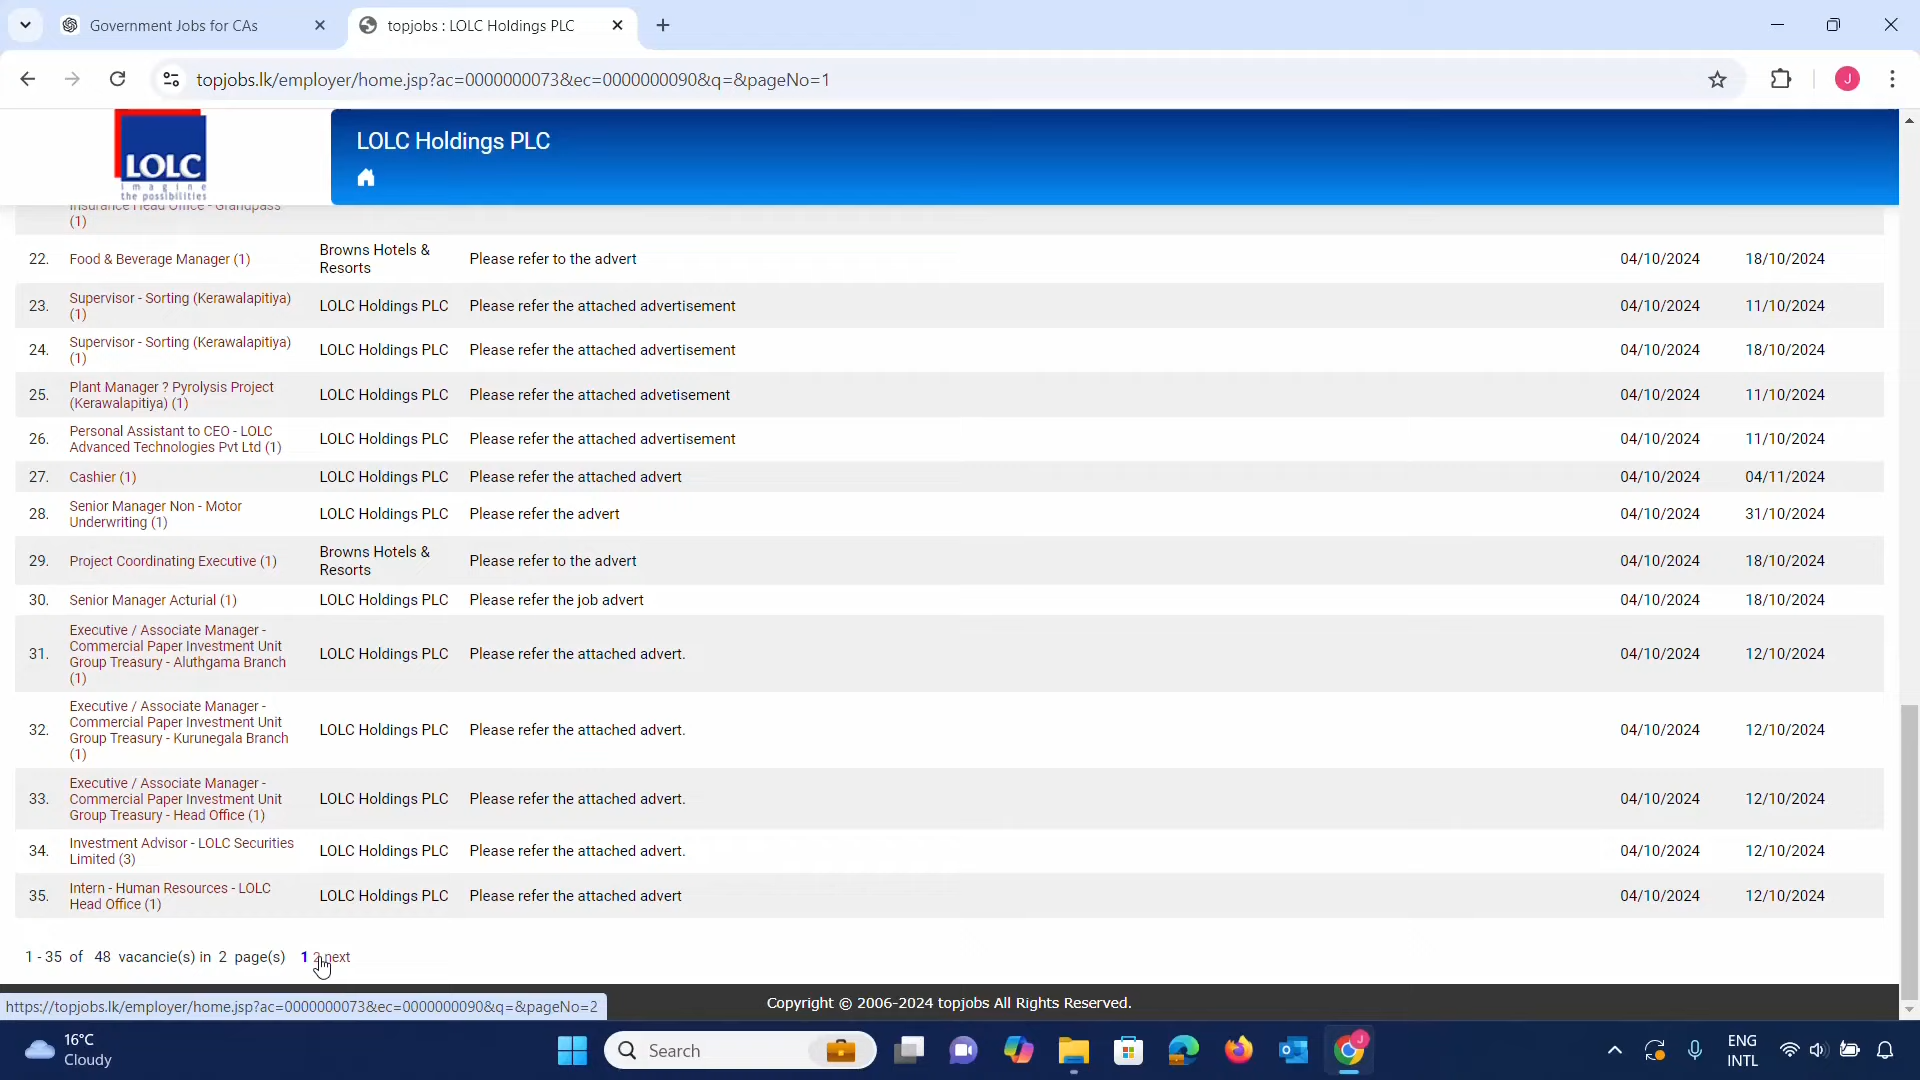 Government Jobs for CAs
topjobs : LOLC Holdings PLC
topjobs.lk/employer/home.jsp?ac=0000000073&ec=0000000090&q=&pageNo=1
J
LOLC
imagine
the possibilities
LOLC Holdings PLC
Insurance Head Office - Grandpass
(1)
22. Food & Beverage Manager (1) Browns Hotels & Please refer to the advert 04/10/2024 18/10/2024
Resorts
23. Supervisor - Sorting (Kerawalapitiya) LOLC Holdings PLC Please refer the attached advertisement 04/10/2024 11/10/2024
(1)
24. Supervisor - Sorting (Kerawalapitiya) LOLC Holdings PLC Please refer the attached advertisement 04/10/2024 18/10/2024
(1)
25. Plant Manager ? Pyrolysis Project LOLC Holdings PLC Please refer the attached advetisement 04/10/2024 11/10/2024
(Kerawalapitiya) (1)
26. Personal Assistant to CEO - LOLC LOLC Holdings PLC Please refer the attached advertisement 04/10/2024 11/10/2024
Advanced Technologies Pvt Ltd (1)
27. Cashier (1) LOLC Holdings PLC Please refer the attached advert 04/10/2024 04/11/2024
28. Senior Manager Non - Motor LOLC Holdings PLC Please refer the advert 04/10/2024 31/10/2024
Underwriting (1)
29. Project Coordinating Executive (1) Browns Hotels & Please refer to the advert 04/10/2024 18/10/2024
Resorts
30. Senior Manager Acturial (1) LOLC Holdings PLC Please refer the job advert 04/10/2024 18/10/2024
31. Executive / Associate Manager - LOLC Holdings PLC Please refer the attached advert. 04/10/2024 12/10/2024
Commercial Paper Investment Unit
Group Treasury - Aluthgama Branch
(1)
32. Executive / Associate Manager - LOLC Holdings PLC Please refer the attached advert. 04/10/2024 12/10/2024
Commercial Paper Investment Unit
Group Treasury - Kurunegala Branch
(1)
33. Executive / Associate Manager - LOLC Holdings PLC Please refer the attached advert. 04/10/2024 12/10/2024
Commercial Paper Investment Unit
Group Treasury - Head Office (1)
34. Investment Advisor - LOLC Securities LOLC Holdings PLC Please refer the attached advert. 04/10/2024 12/10/2024
Limited (3)
35. Intern - Human Resources - LOLC LOLC Holdings PLC Please refer the attached advert 04/10/2024 12/10/2024
Head Office (1)
1 - 35 of 48 vacancie(s) in 2 page(s) 1 2 next
https://topjobs.lk/employer/home.jsp?ac=0000000073&ec=0000000090&q=&pageNo=2
Copyright © 2006-2024 topjobs All Rights Reserved.
16°C
Cloudy
Search
J
ENG
INTL